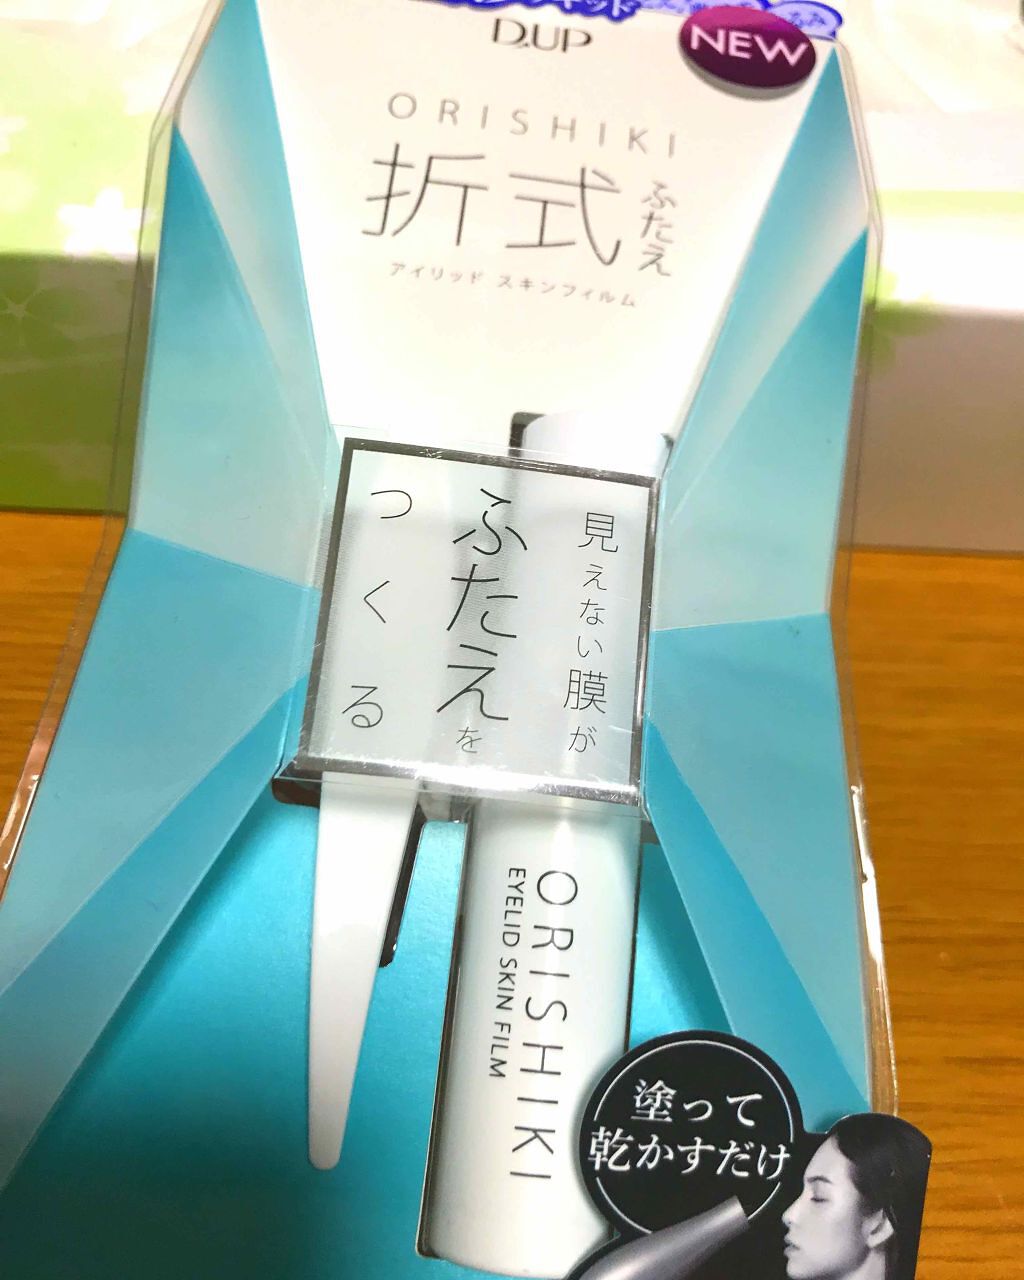 D.UP
NEW
ORISHIKI
折式
ふたえ
アイリッド スキンフィルム
見えない膜が
ふたえを
つくる
ORISHIKI
EYELID SKIN FILM
塗って
乾かすだけ